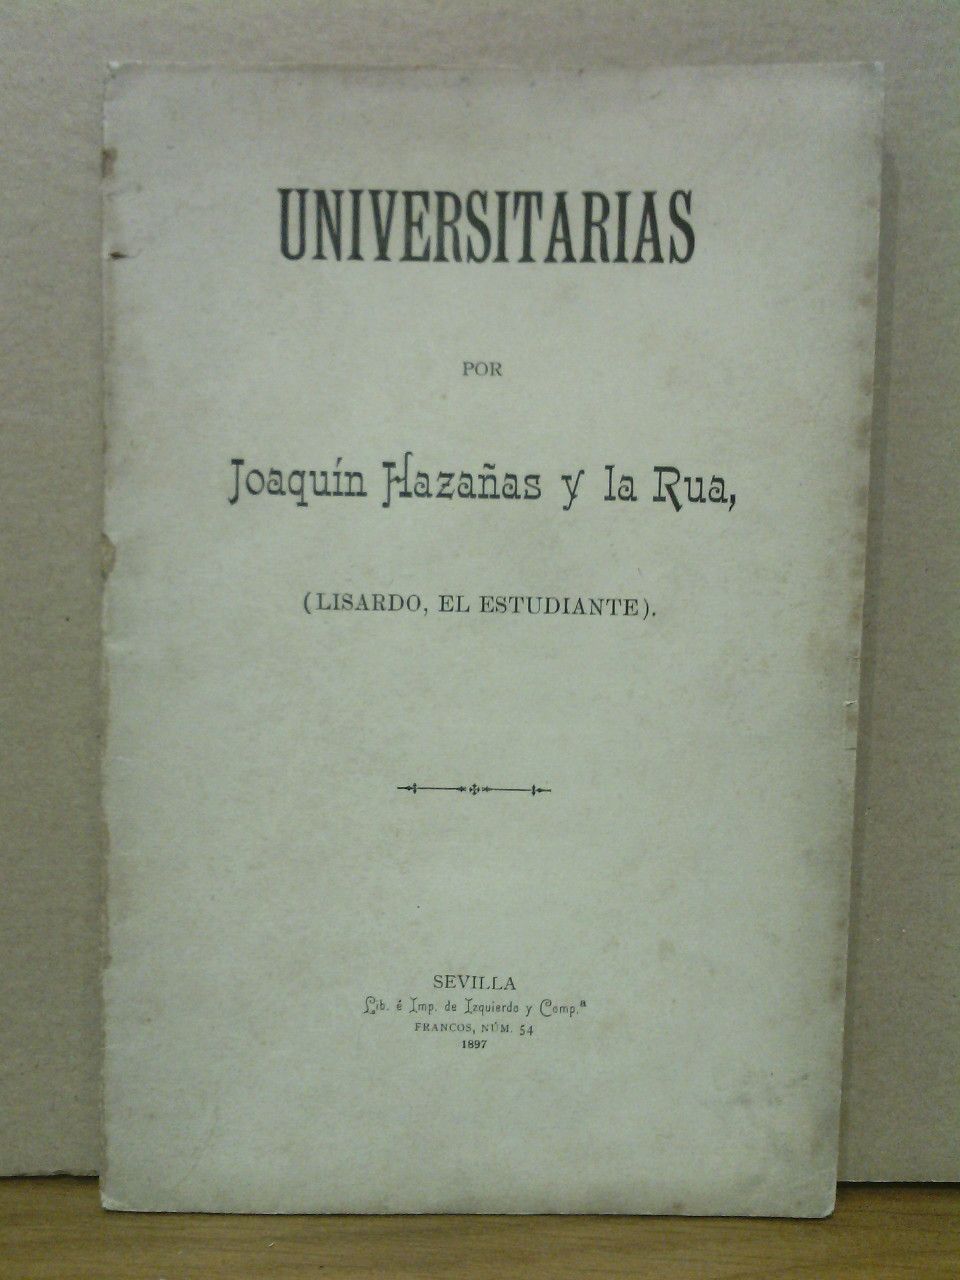 UNIVERSITARIAS
POR
Joaquín Hazañas y la Rua,
(LISARDO, EL ESTUDIANTE).
SEVILLA
Lib. é Imp. de Izquierdo y Comp.ª
FRANCOS, NÚM. 54
1897